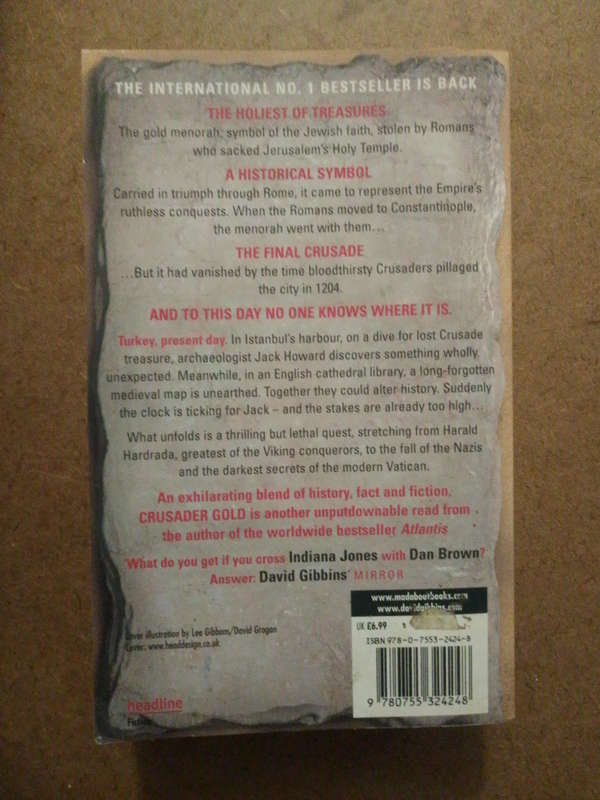 THE INTERNATIONAL NO. 1 BESTSELLER IS BACK
THE HOLIEST OF TREASURES
The gold menorah, symbol of the Jewish faith, stolen by Romans
who sacked Jerusalem's Holy Temple.
A HISTORICAL SYMBOL
Carried in triumph through Rome, it came to represent the Empire's
ruthless conquests. When the Romans moved to Constantinople,
the menorah went with them...
THE FINAL CRUSADE
...But it had vanished by the time bloodthirsty Crusaders pillaged
the city in 1204.
AND TO THIS DAY NO ONE KNOWS WHERE IT IS.
Turkey, present day. In Istanbul's harbour, on a dive for lost Crusade
treasure, archaeologist Jack Howard discovers something wholly
unexpected. Meanwhile, in an English cathedral library, a long-forgotten
medieval map is unearthed. Together they could alter history. Suddenly
the clock is ticking for Jack – and the stakes are already too high...
What unfolds is a thrilling but lethal quest, stretching from Harald
Hardrada, greatest of the Viking conquerors, to the fall of the Nazis
and the darkest secrets of the modern Vatican.
An exhilarating blend of history, fact and fiction,
CRUSADER GOLD is another unputdownable read from
the author of the worldwide bestseller Atlantis
'What do you get if you cross Indiana Jones with Dan Brown?
Answer: David Gibbins' MIRROR
www.madaboutbooks.com
www.davidgibbins.com
UK £6.99
ISBN 978-0-7553-2424-8
9 780755 324248
Cover illustration by Lee Gibbons/David Grogan
Cover: www.headdesign.co.uk
headline
Fiction